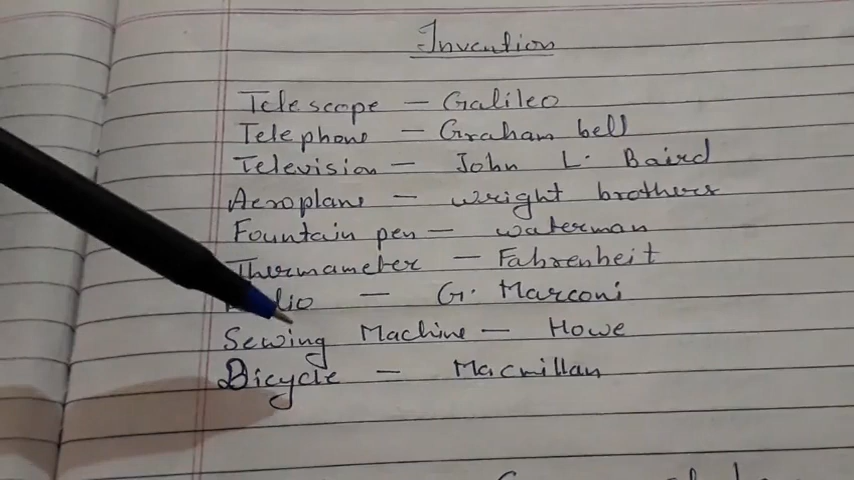 Invention
Telescope – Galileo
Telephone – Graham bell
Television – John L. Baird
Aeroplane – wright brothers
Fountain pen – waterman
Thermameter – Fahrenheit
– G. Marconi
Sewing Machine – Howe
Bicycle – Macmillan